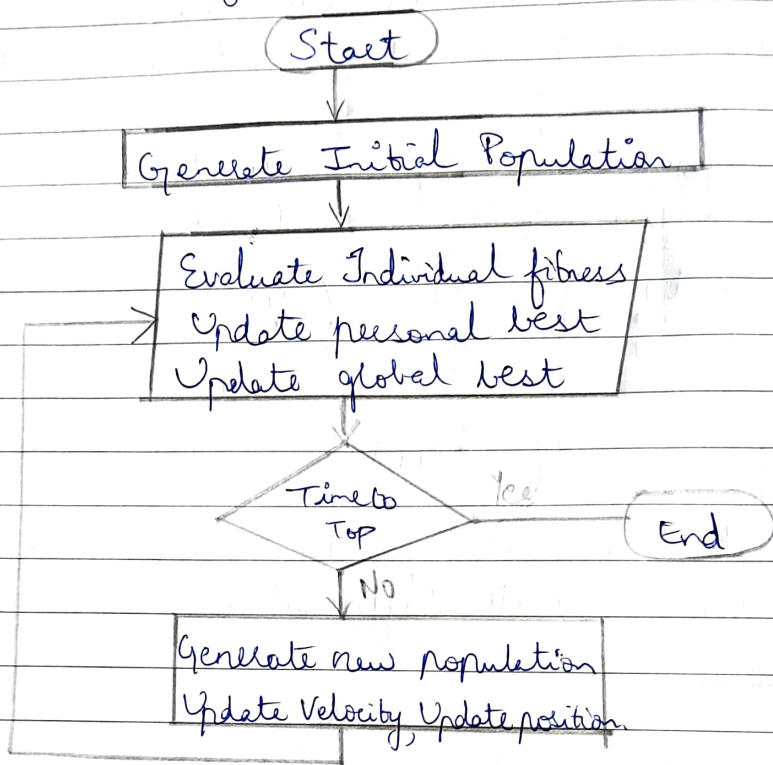 Start
Generate Initial Population
Evaluate Individual fitness
Update personal best
Update global best
Time to
Top
Yes
End
No
Generate new population
Update Velocity, Update position